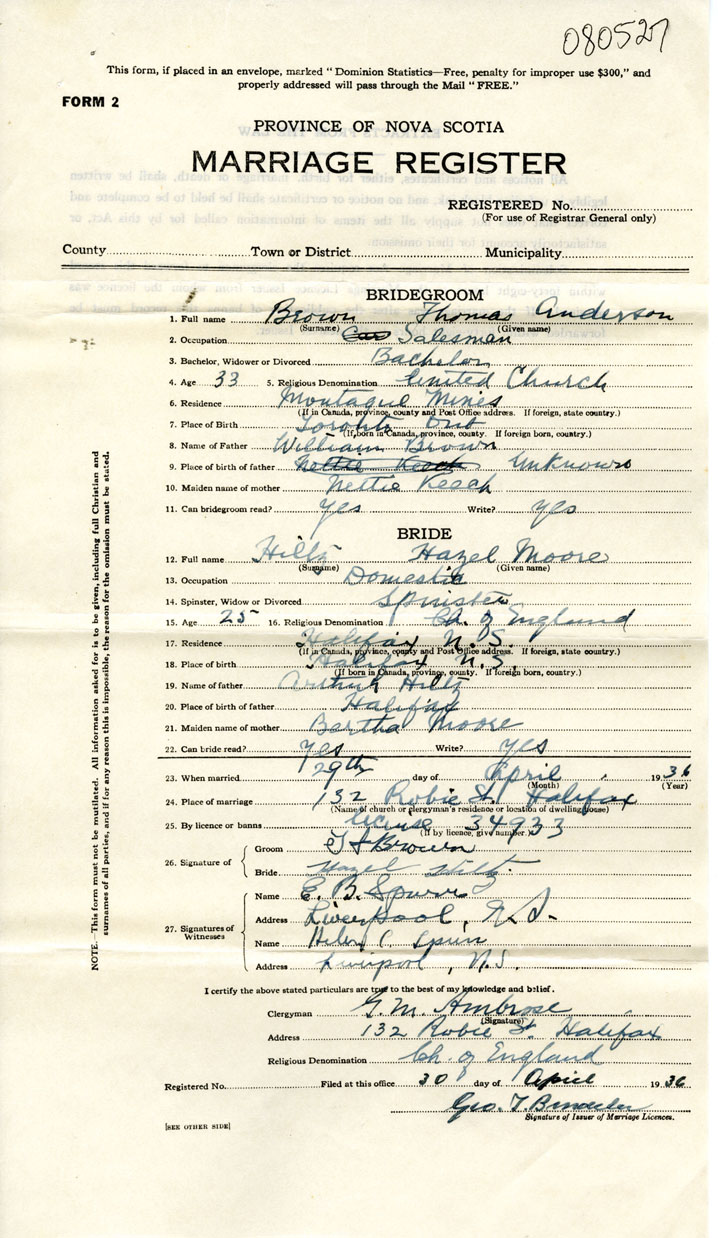 080527
This form, if placed in an envelope, marked "Dominion Statistics—Free, penalty for improper use $300," and
properly addressed will pass through the Mail "FREE."
FORM 2
PROVINCE OF NOVA SCOTIA
MARRIAGE REGISTER
REGISTERED No.
(For use of Registrar General only)
County Town or District Municipality
BRIDEGROOM
1. Full name Brown Thomas Anderson
(Surname) (Given name)
2. Occupation Salesman
3. Bachelor, Widower or Divorced Bachelor
4. Age 33 5. Religious Denomination United Church
6. Residence Montague Mines
(If in Canada, province, county and Post Office address. If foreign, state country.)
7. Place of Birth Toronto Ont
(If born in Canada, province, county. If foreign born, country.)
8. Name of Father William Brown
9. Place of birth of father Nettie Keoch Unknown
10. Maiden name of mother Nettie
11. Can bridegroom read? yes Write? yes
BRIDE
12. Full name Hiltz Hazel Moore
(Surname) (Given name)
13. Occupation Domestic
14. Spinster, Widow or Divorced Spinster
15. Age 25 16. Religious Denomination Ch. of England
17. Residence Halifax N.S.
(If in Canada, province, county and Post Office address. If foreign, state country.)
18. Place of birth Halifax N.S.
(If born in Canada, province, county. If foreign born, country.)
19. Name of father Arthur Hiltz
20. Place of birth of father Halifax
21. Maiden name of mother Bertha Moore
22. Can bride read? Yes Write? Yes
23. When married 29th day of April 1936
(Month) (Year)
24. Place of marriage 132 Robie St. Halifax
(Name of church or clergyman's residence or location of dwelling house)
25. By licence or banns license 34933
(If by licence, give number.)
26. Signature of
Groom T A Brown
Bride Hazel Hiltz.
27. Signatures of Witnesses
Name E. B. Spurr
Address Liverpool, N.S.
Name Helen C. Spurr
Address Liverpool, N.S.
I certify the above stated particulars are true to the best of my knowledge and belief.
Clergyman G. M. Ambrose
(Signature)
Address 132 Robie St. Halifax
Religious Denomination Ch. of England
Registered No. Filed at this office 30 day of April 1936
Geo. T
Signature of Issuer of Marriage Licences.
[SEE OTHER SIDE]
NOTE.—This form must not be mutilated. All information asked for is to be given, including full Christian and
surnames of all parties, and if for any reason this is impossible, the reason for the omission must be stated.